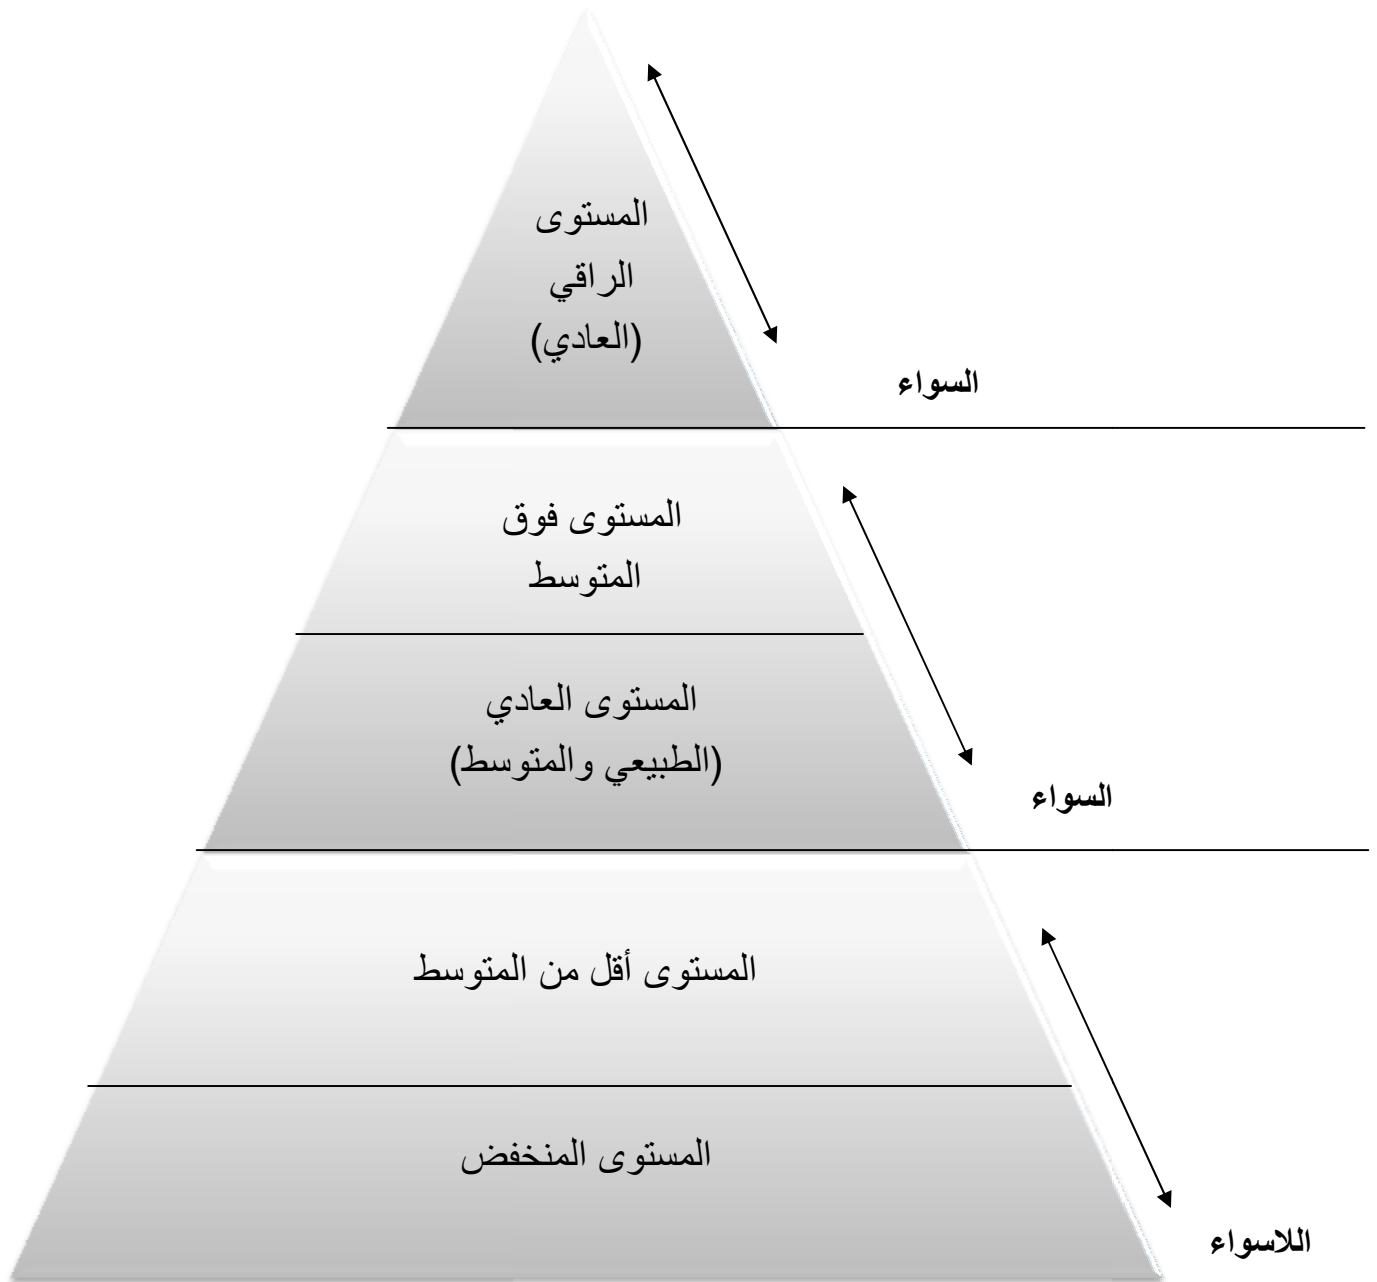 المستوى
الراقي
(العادي)
السواء
المستوى فوق
المتوسط
المستوى العادي
(الطبيعي والمتوسط)
السواء
المستوى أقل من المتوسط
المستوى المنخفض
اللاسواء